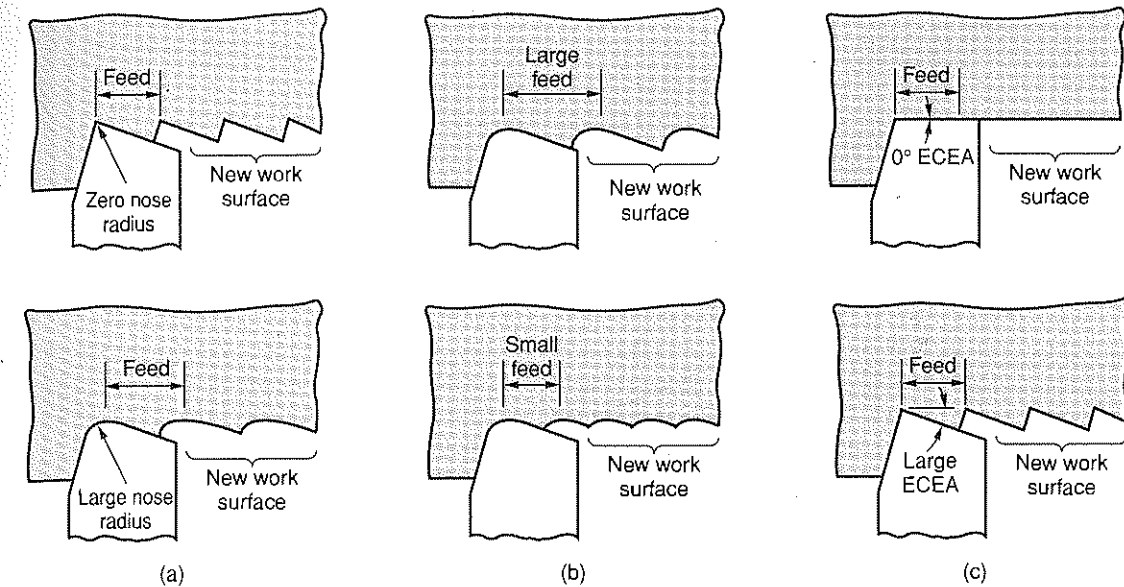 Feed
Zero nose
radius
New work
surface
Large
feed
New work
surface
Feed
0° ECEA
New work
surface
Feed
Large nose
radius
New work
surface
(a)
Small
feed
New work
surface
(b)
Feed
Large
ECEA
New work
surface
(c)